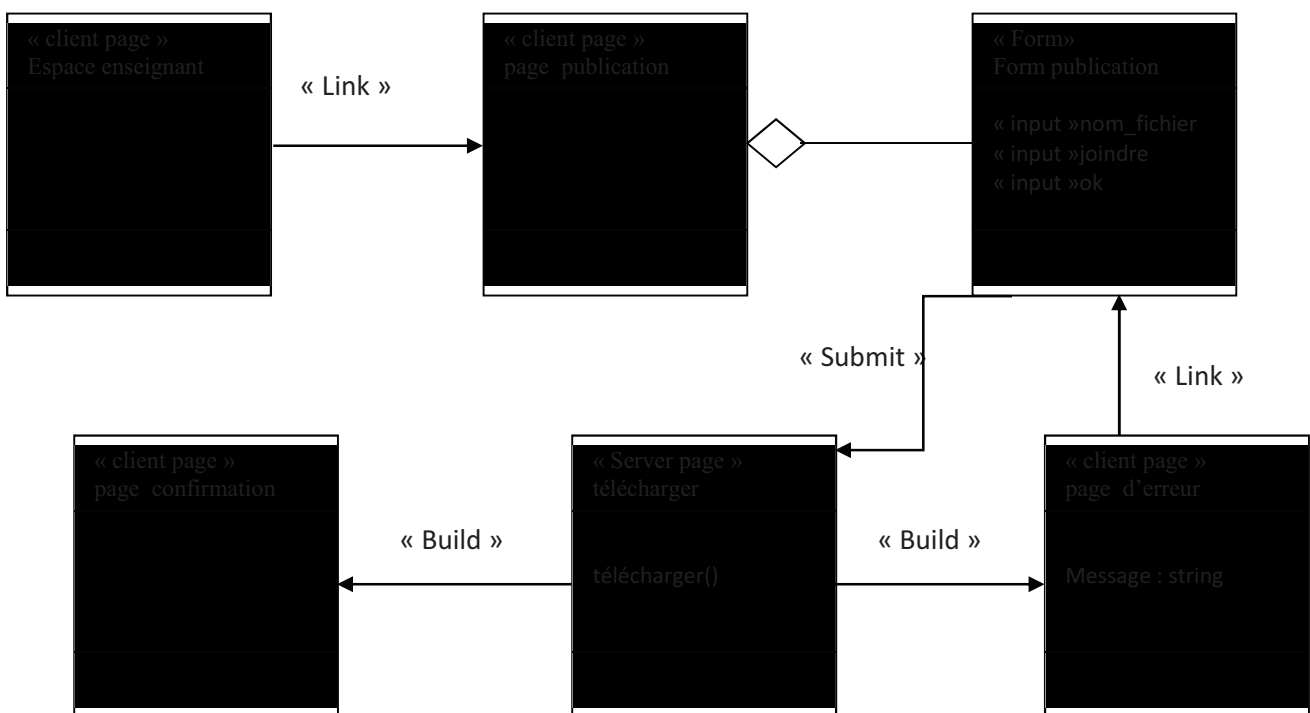 « client page »
Espace enseignant
« Link »
« client page »
page publication
« Form»
Form publication
« input »nom_fichier
« input »joindre
« input »ok
« Submit »
« Link »
« client page »
page confirmation
« Build »
« Server page »
télécharger
télécharger()
« Build »
« client page »
page d’erreur
Message : string